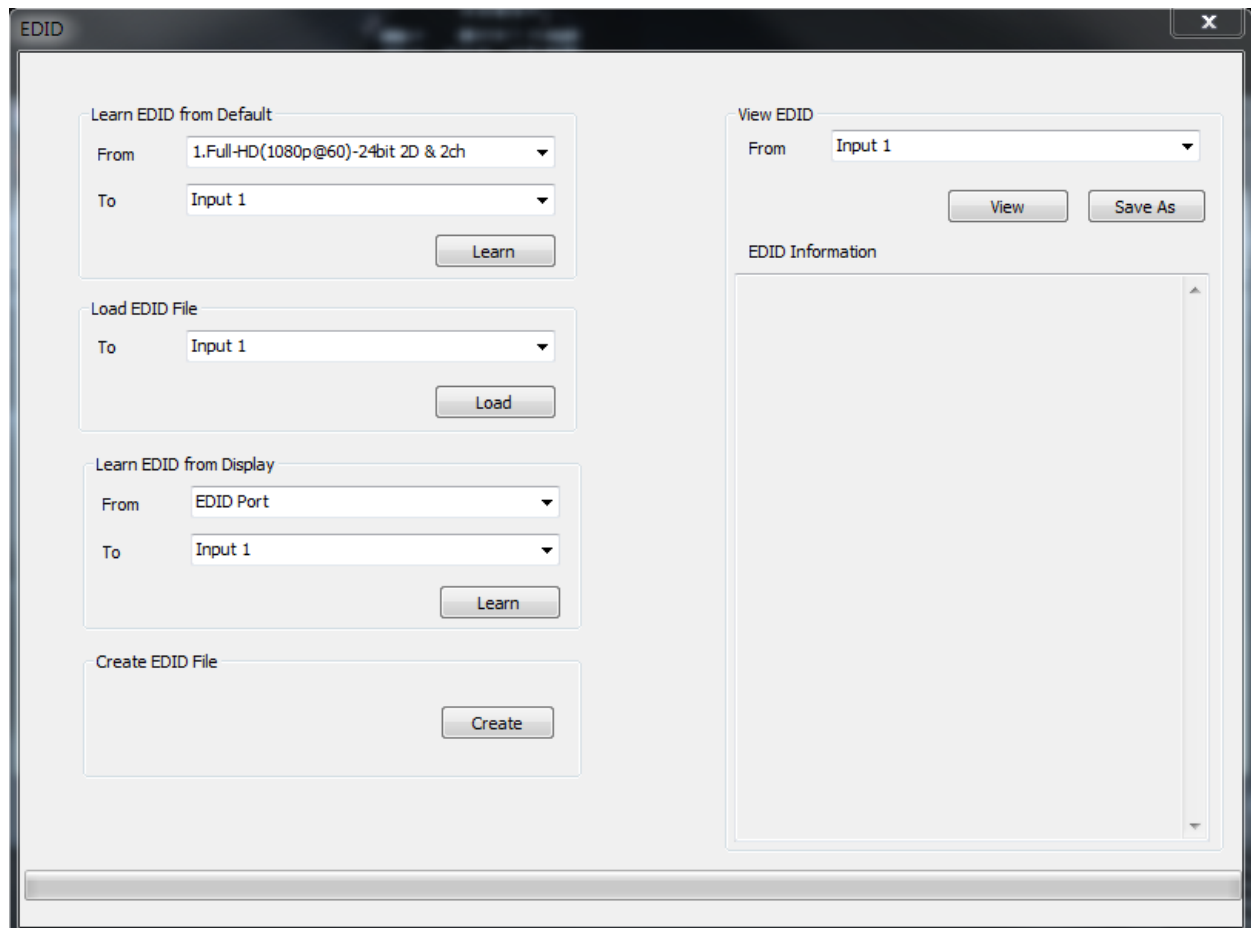 EDID
x
Learn EDID from Default
From 1.Full-HD(1080p@60)-24bit 2D & 2ch
To Input 1
Learn
Load EDID File
To Input 1
Load
Learn EDID from Display
From EDID Port
To Input 1
Learn
Create EDID File
Create
View EDID
From Input 1
View Save As
EDID Information